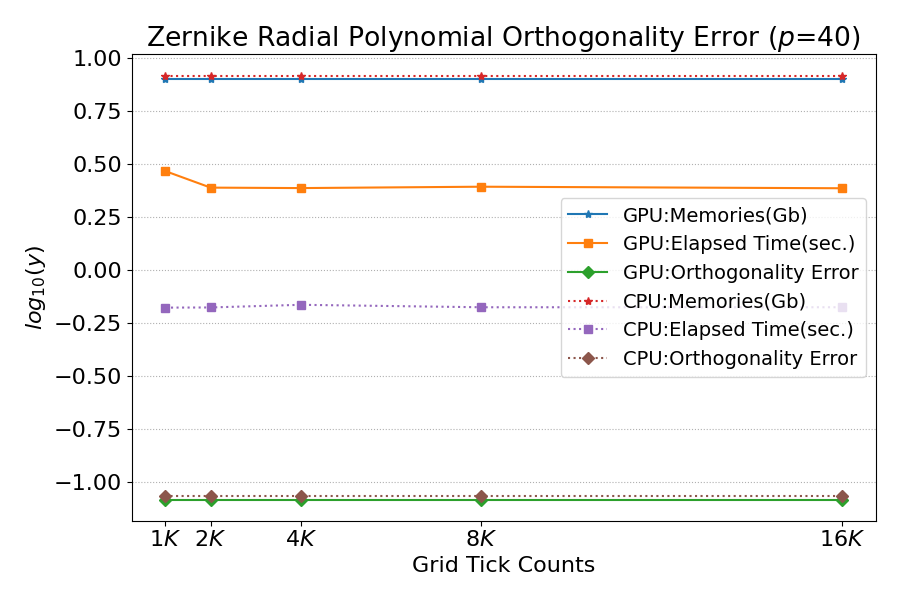 Zernike Radial Polynomial Orthogonality Error (p=40)
1.00
0.75
0.50
0.25
0.00
−0.25
−0.50
−0.75
−1.00
log10(y)
GPU:Memories(Gb)
GPU:Elapsed Time(sec.)
GPU:Orthogonality Error
CPU:Memories(Gb)
CPU:Elapsed Time(sec.)
CPU:Orthogonality Error
1K 2K 4K 8K 16K
Grid Tick Counts